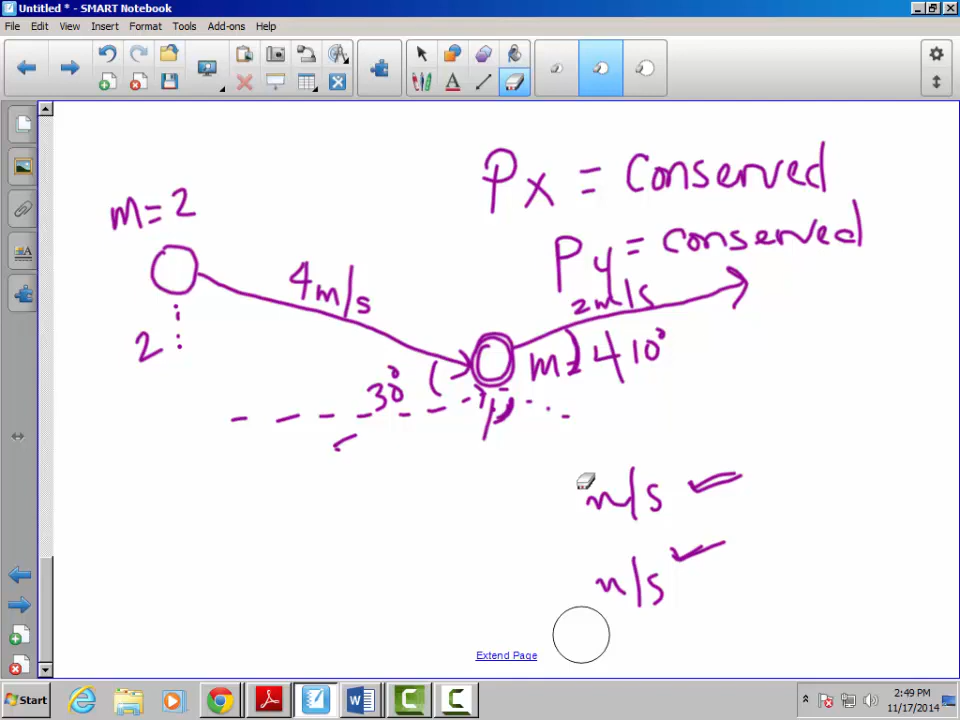 Untitled * - SMART Notebook
File Edit View Insert Format Tools Add-ons Help
Px = Conserved
m=2
Py = conserved
4m/s
2m/s
2
m=4 10°
30°
m/s
m/s
Extend Page
Start
2:49 PM
11/17/2014